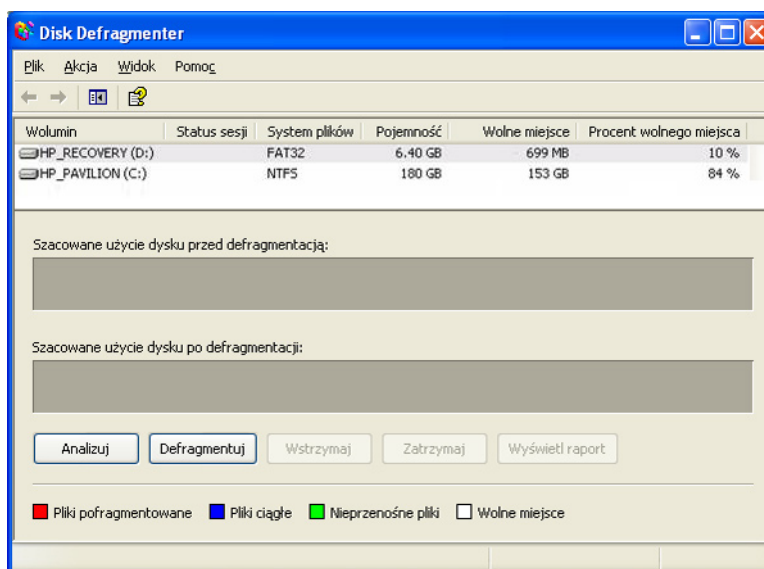 Disk Defragmenter
Plik Akcja Widok Pomoc
Wolumin Status sesji System plików Pojemność Wolne miejsce Procent wolnego miejsca
HP_RECOVERY (D:) FAT32 6.40 GB 699 MB 10 %
HP_PAVILION (C:) NTFS 180 GB 153 GB 84 %
Szacowane użycie dysku przed defragmentacją:
Szacowane użycie dysku po defragmentacji:
Analizuj Defragmentuj Wstrzymaj Zatrzymaj Wyświetl raport
Pliki pofragmentowane Pliki ciągłe Nieprzenośne pliki Wolne miejsce